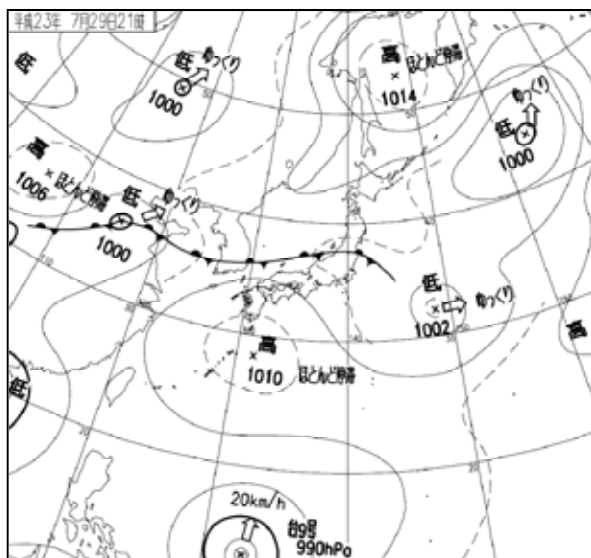 平成23年 7月29日21時
低
低 ゆっくり
1000
高 ほとんど停滞
1014
ゆっくり
低
1000
高
1006 ほとんど停滞
低 ゆっくり
1000
低
1002 ゆっくり
高
高
1010 ほとんど停滞
低
20km/h
台9号
990hPa